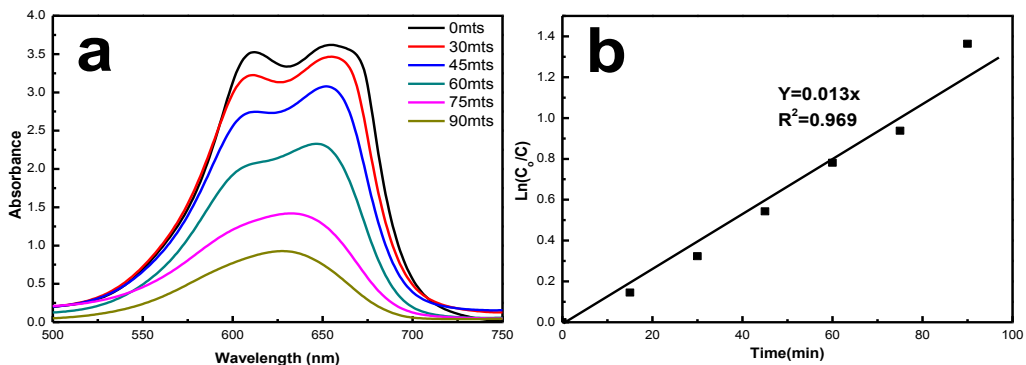 a
0mts
30mts
45mts
60mts
75mts
90mts
4.0
3.5
3.0
2.5
2.0
1.5
1.0
0.5
0.0
500
550
600
650
700
750
Absorbance
Wavelength (nm)
b
Y=0.013x
R²=0.969
1.4
1.2
1.0
0.8
0.6
0.4
0.2
0.0
0
20
40
60
80
100
Ln(C₀/C)
Time(min)